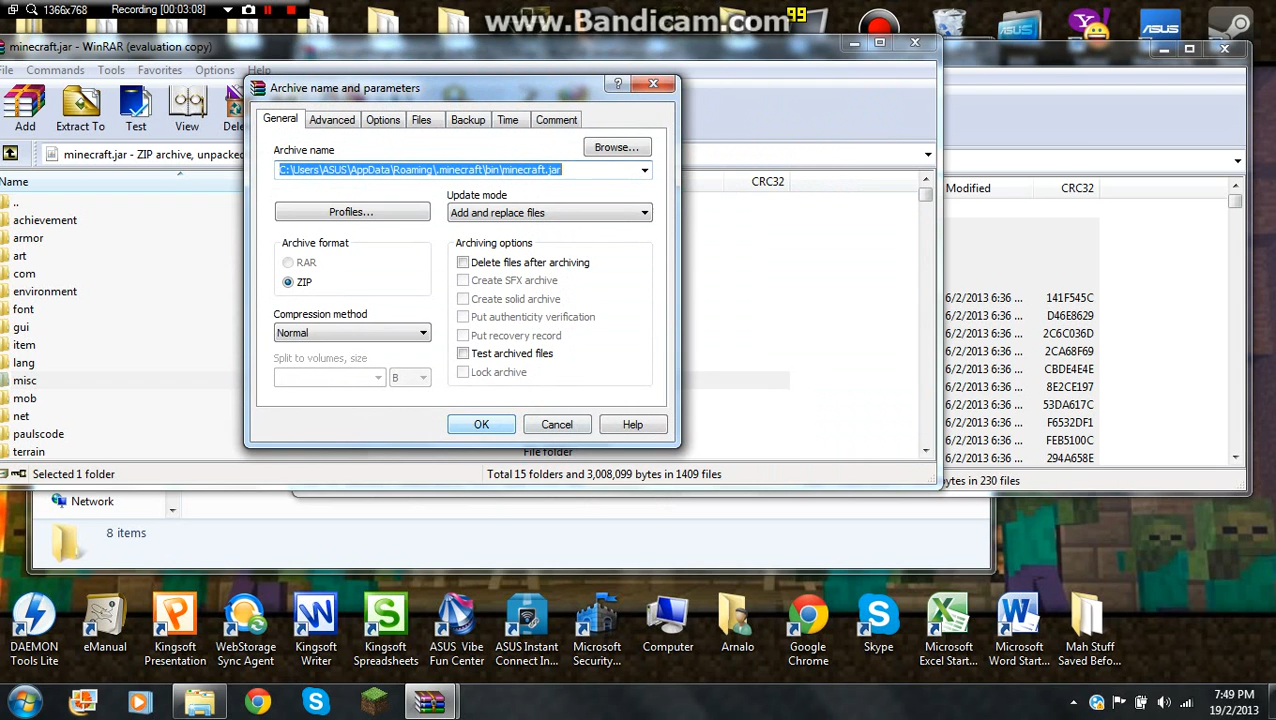 1366x768
Recording [00:03:08]
www.Bandicam.com
99
minecraft.jar - WinRAR (evaluation copy)
File Commands Tools Favorites Options Help
Add
Extract To
Test
View
minecraft.jar - ZIP archive, unpacked
Name
CRC32
..
achievement
armor
art
com
environment
font
gui
item
lang
misc
mob
net
paulscode
terrain
File folder
Selected 1 folder
Total 15 folders and 3,008,099 bytes in 1409 files
Archive name and parameters
General Advanced Options Files Backup Time Comment
Archive name
Browse...
C:\Users\ASUS\AppData\Roaming\.minecraft\bin\minecraft.jar
Profiles...
Update mode
Add and replace files
Archive format
RAR
ZIP
Compression method
Normal
Split to volumes, size
B
Archiving options
Delete files after archiving
Create SFX archive
Create solid archive
Put authenticity verification
Put recovery record
Test archived files
Lock archive
OK
Cancel
Help
Modified CRC32
6/2/2013 6:36 ... 141F545C
6/2/2013 6:36 ... D46E8629
6/2/2013 6:36 ... 2C6C036D
6/2/2013 6:36 ... 2CA68F69
6/2/2013 6:36 ... CBDE4E4E
6/2/2013 6:36 ... 8E2CE197
6/2/2013 6:36 ... 53DA617C
6/2/2013 6:36 ... F6532DF1
6/2/2013 6:36 ... FEB5100C
6/2/2013 6:36 ... 294A658E
bytes in 230 files
Network
8 items
DAEMON Tools Lite
eManual
Kingsoft Presentation
WebStorage Sync Agent
Kingsoft Writer
Kingsoft Spreadsheets
ASUS Vibe Fun Center
ASUS Instant Connect In...
Microsoft Security...
Computer
Arnalo
Google Chrome
Skype
Microsoft Excel Start...
Microsoft Word Start...
Mah Stuff Saved Befo...
7:49 PM
19/2/2013